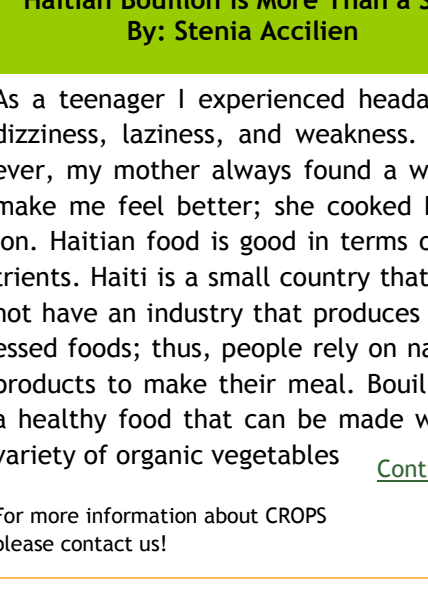 Haitian Bouillon is More Than a S
By: Stenia Accilien
As a teenager I experienced heada
dizziness, laziness, and weakness.
ever, my mother always found a w
make me feel better; she cooked
on. Haitian food is good in terms o
trients. Haiti is a small country that
not have an industry that produces
essed foods; thus, people rely on na
products to make their meal. Bouil
a healthy food that can be made w
variety of organic vegetables
Cont
For more information about CROPS
please contact us!